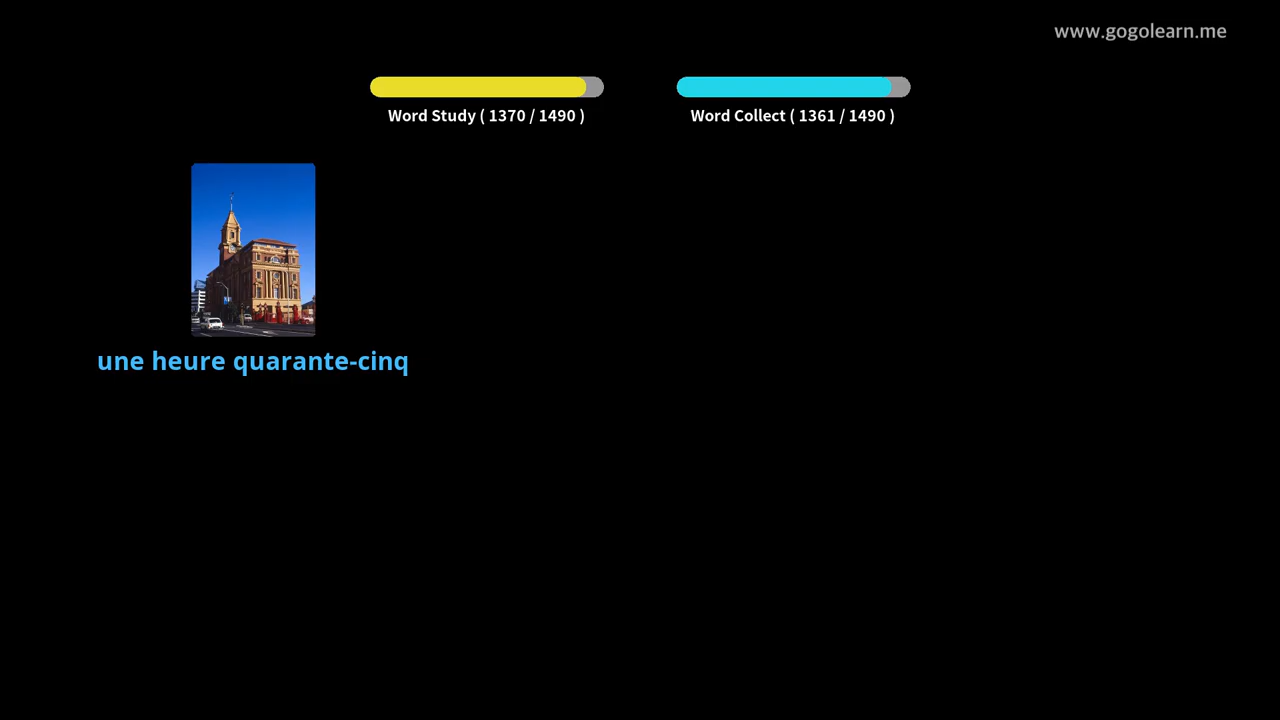 www.gogolearn.me
Word Study ( 1370 / 1490 )
Word Collect ( 1361 / 1490 )
une heure quarante-cinq